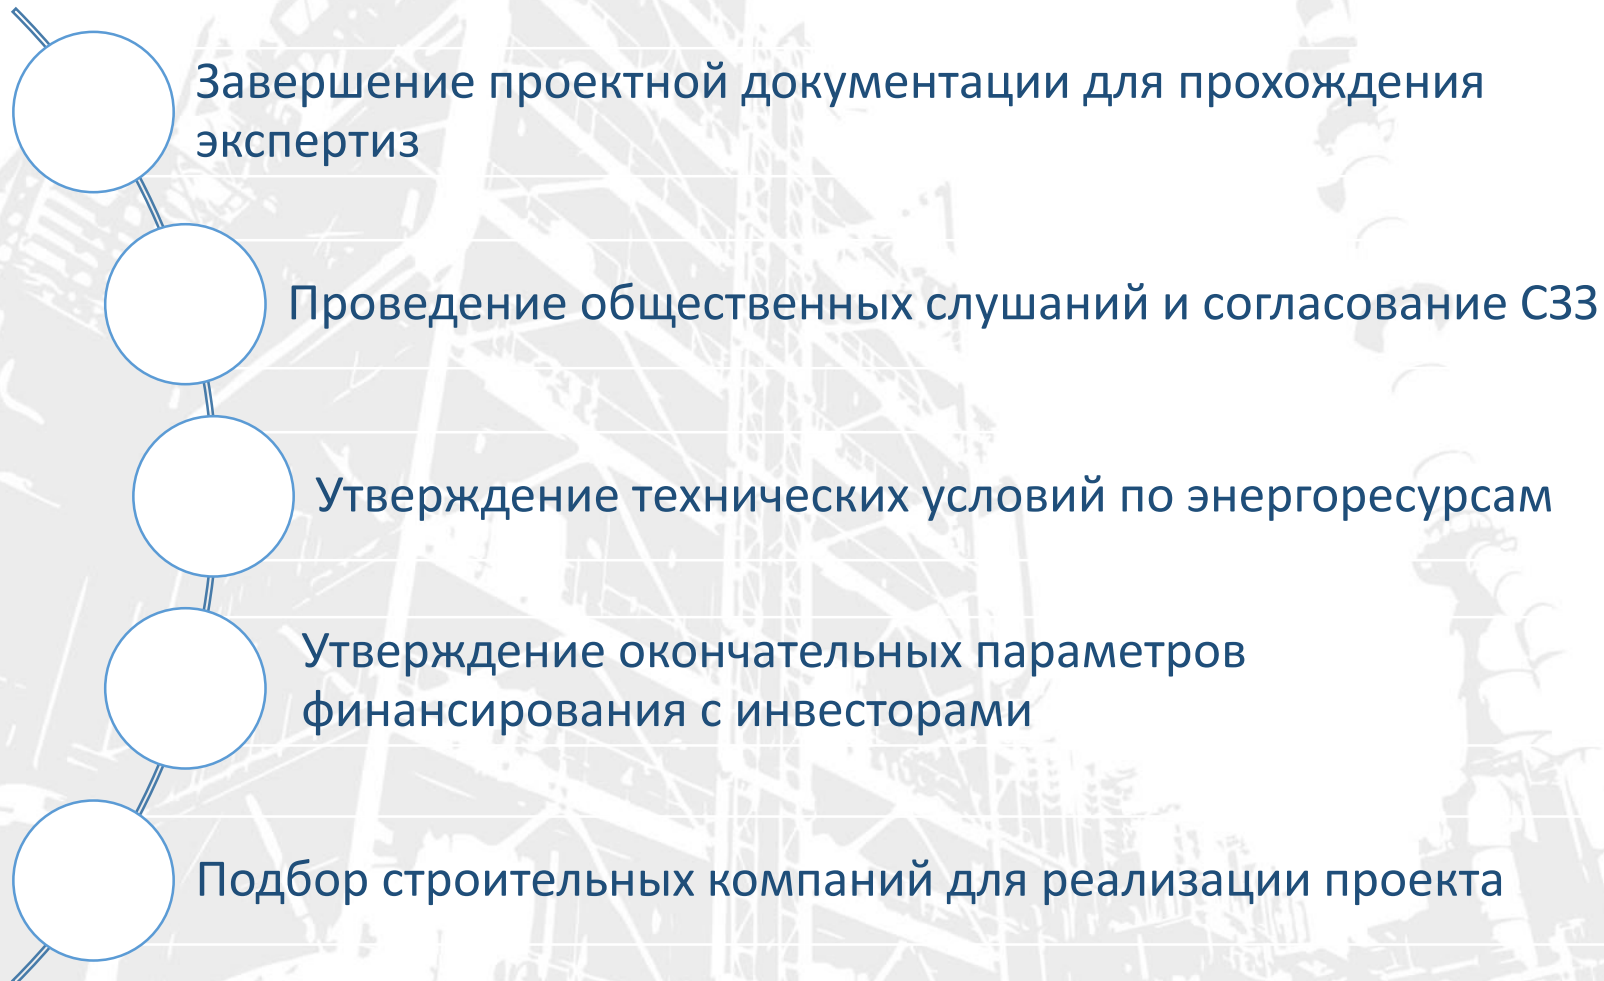 Завершение проектной документации для прохождения
экспертиз
Проведение общественных слушаний и согласование СЗЗ
Утверждение технических условий по энергоресурсам
Утверждение окончательных параметров
финансирования с инвесторами
Подбор строительных компаний для реализации проекта